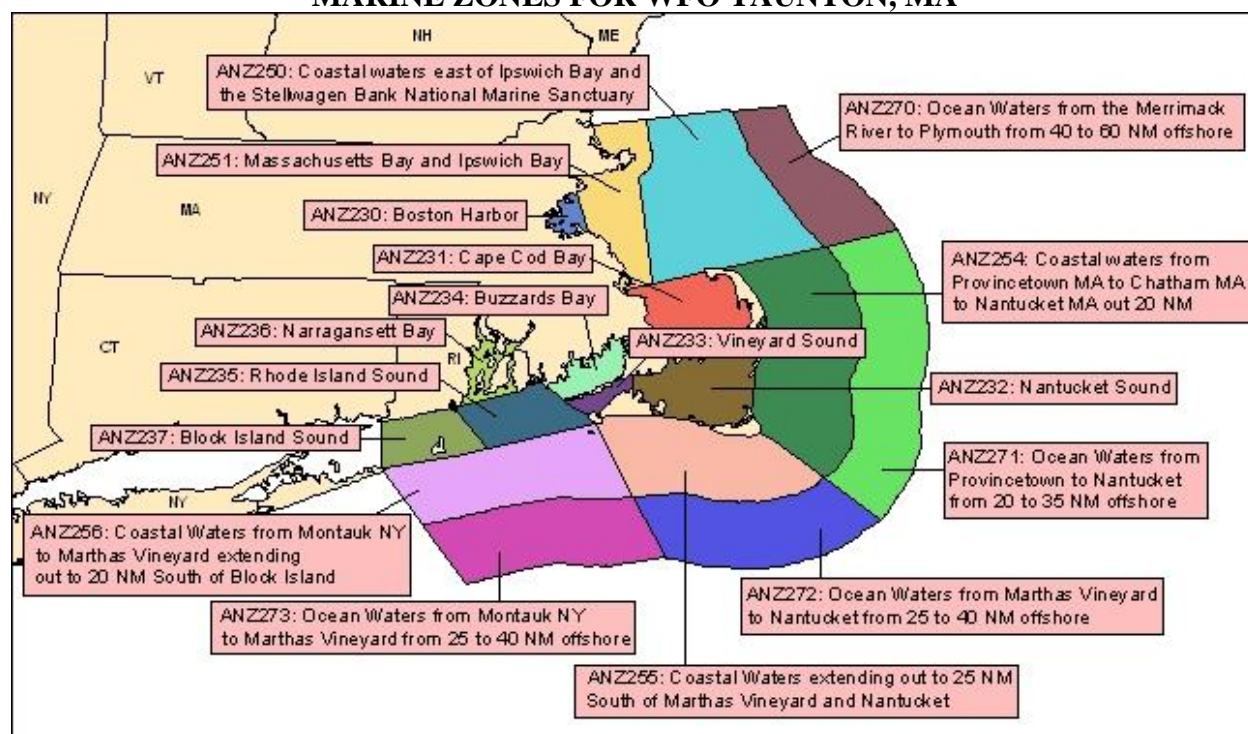 MARINE ZONES FOR WFO TAUNTON, MA
NH
ME
VT
ANZ250: Coastal waters east of Ipswich Bay and
the Stellwagen Bank National Marine Sanctuary
ANZ270: Ocean Waters from the Merrimack
River to Plymouth from 40 to 60 NM offshore
ANZ251: Massachusetts Bay and Ipswich Bay
NY
MA
ANZ230: Boston Harbor
ANZ231: Cape Cod Bay
ANZ254: Coastal waters from
Provincetown MA to Chatham MA
to Nantucket MA out 20 NM
ANZ234: Buzzards Bay
ANZ236: Narragansett Bay
ANZ233: Vineyard Sound
CT
RI
ANZ235: Rhode Island Sound
ANZ232: Nantucket Sound
ANZ237: Block Island Sound
ANZ271: Ocean Waters from
Provincetown to Nantucket
from 20 to 35 NM offshore
NY
ANZ256: Coastal Waters from Montauk NY
to Marthas Vineyard extending
out to 20 NM South of Block Island
ANZ272: Ocean Waters from Marthas Vineyard
to Nantucket from 25 to 40 NM offshore
ANZ273: Ocean Waters from Montauk NY
to Marthas Vineyard from 25 to 40 NM offshore
ANZ255: Coastal Waters extending out to 25 NM
South of Marthas Vineyard and Nantucket